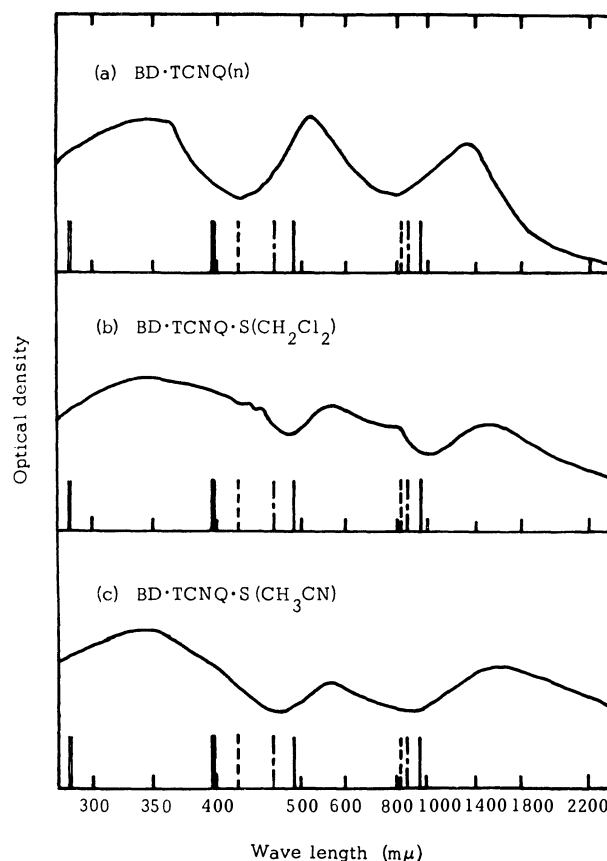 (a) BD·TCNQ(n)
(b) BD·TCNQ·S(CH2Cl2)
(c) BD·TCNQ·S(CH3CN)
Optical density
300 350 400 500 600 800 1000 1400 1800 2200
Wave length (mμ)